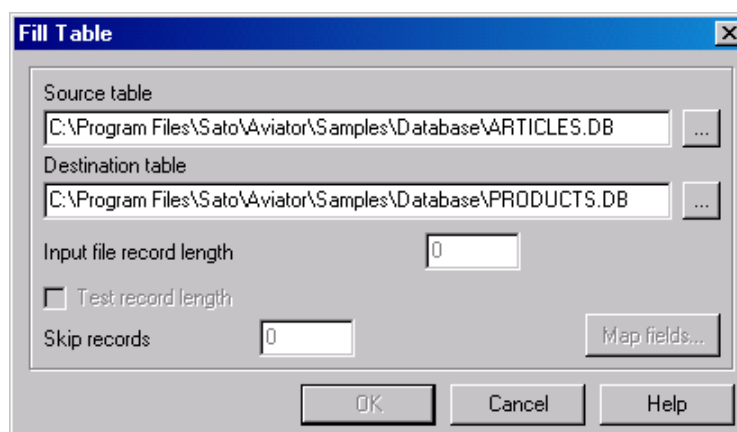 Fill Table
Source table
C:\Program Files\Sato\Aviator\Samples\Database\ARTICLES.DB
...
Destination table
C:\Program Files\Sato\Aviator\Samples\Database\PRODUCTS.DB
...
Input file record length 0
Test record length
Skip records 0 Map fields...
OK Cancel Help